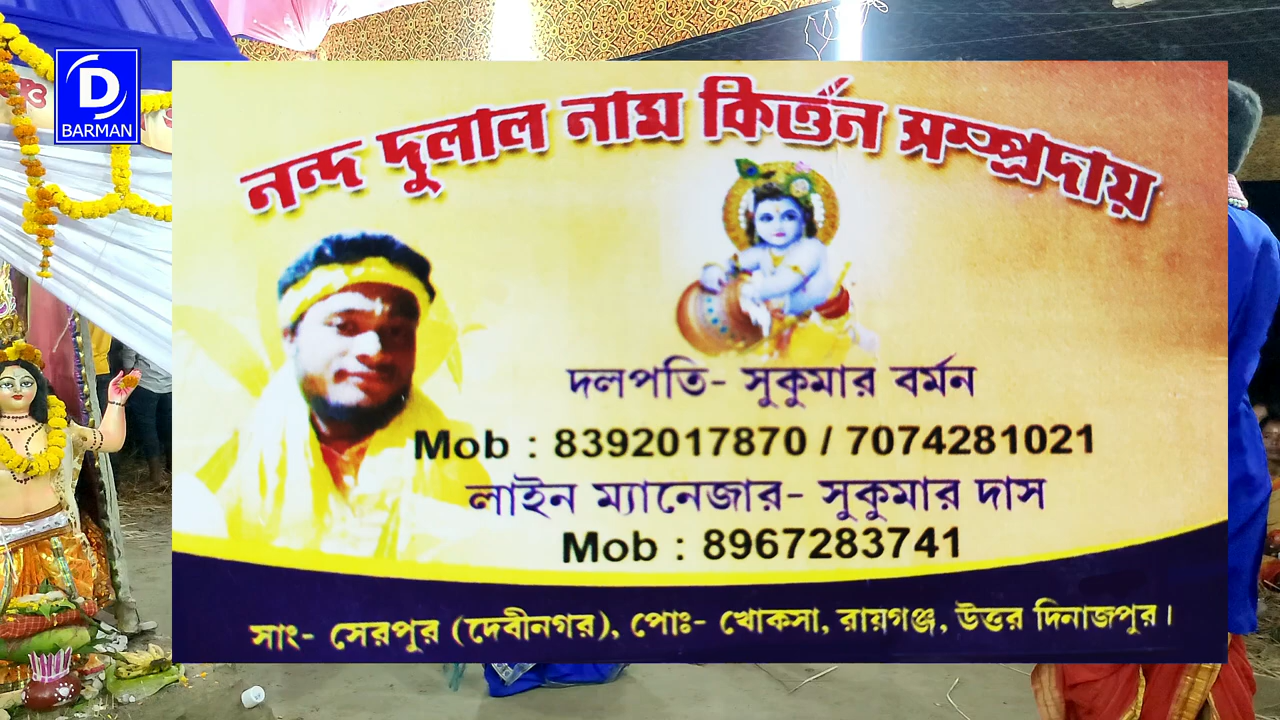 D
BARMAN
নন্দ দুলাল নাম কির্ত্তন সম্প্রদায়
দলপতি- সুকুমার বর্মন
Mob : 8392017870 / 7074281021
লাইন ম্যানেজার- সুকুমার দাস
Mob : 8967283741
সাং- সেরপুর (দেবীনগর), পোঃ- খোকসা, রায়গঞ্জ, উত্তর দিনাজপুর।